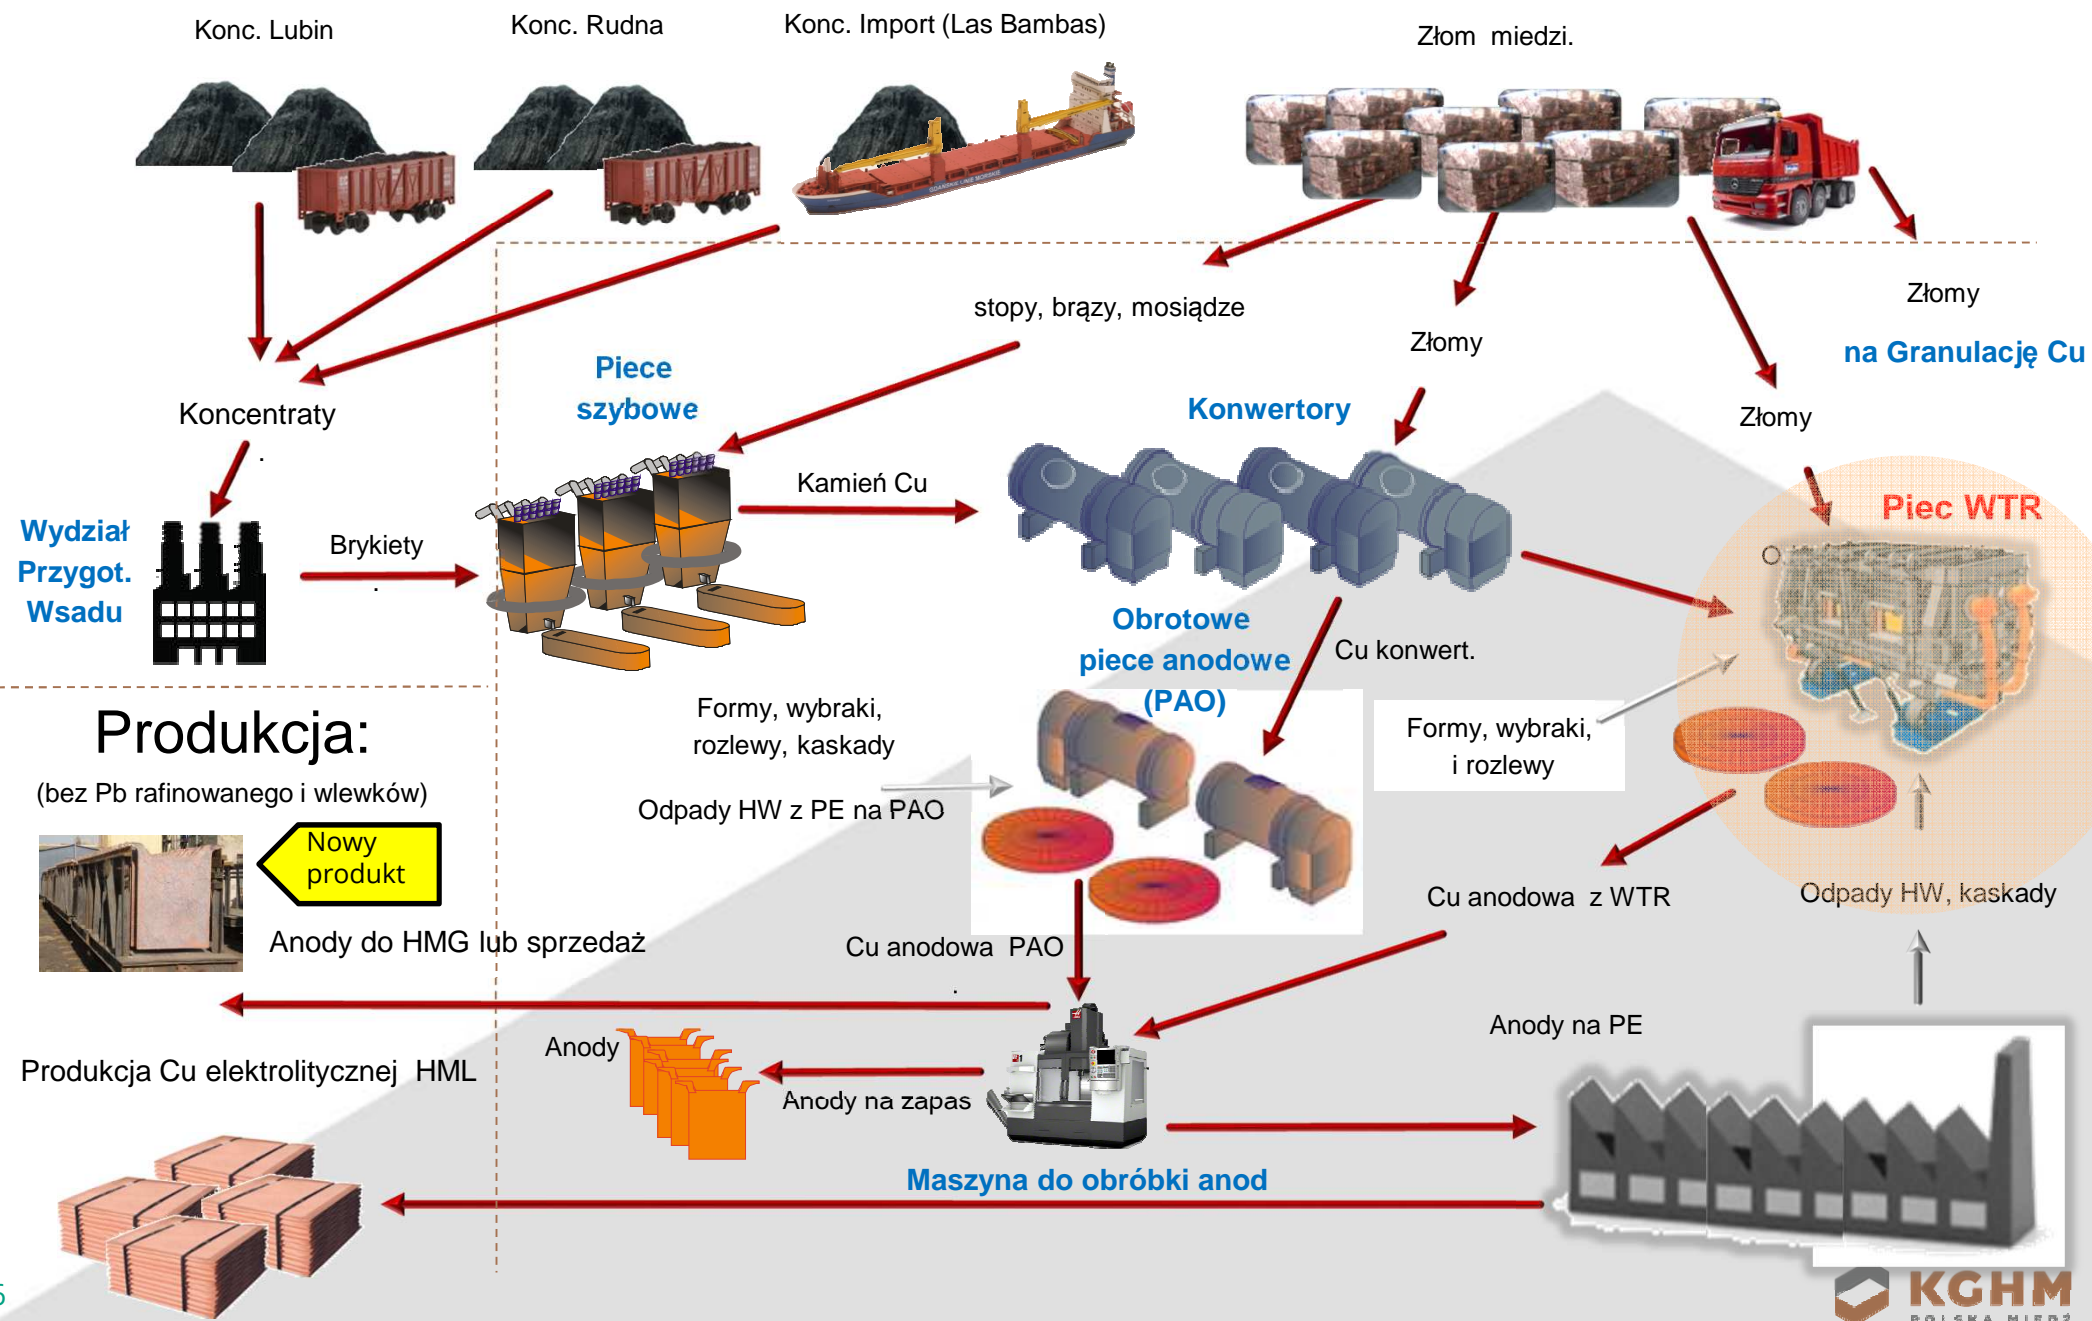 Konc. Lubin
Konc. Rudna
Konc. Import (Las Bambas)
Złom miedzi.
stopy, brązy, mosiądze
Złomy
Złomy
na Granulację Cu
Piece
szybowe
Koncentraty
.
Konwertory
Złomy
Kamień Cu
Piec WTR
Wydział
Przygot.
Wsadu
Brykiety
.
Obrotowe
piece anodowe
(PAO)
Cu konwert.
Produkcja:
(bez Pb rafinowanego i wlewków)
Formy, wybraki,
rozlewy, kaskady
Odpady HW z PE na PAO
Formy, wybraki,
i rozlewy
Nowy
produkt
Anody do HMG lub sprzedaż
Cu anodowa PAO
.
Cu anodowa z WTR
Odpady HW, kaskady
Anody na PE
Anody
Anody na zapas
Produkcja Cu elektrolitycznej HML
Maszyna do obróbki anod
KGHM
POLSKA MIEDŹ